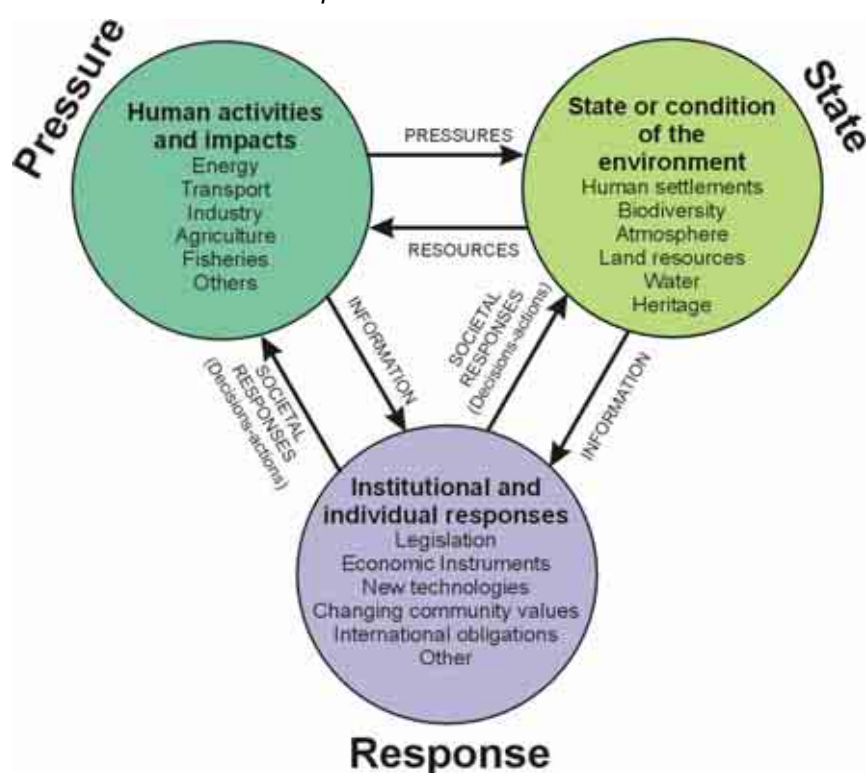 Pressure
Human activities
and impacts
Energy
Transport
Industry
Agriculture
Fisheries
Others
PRESSURES
RESOURCES
State
State or condition
of the
environment
Human settlements
Biodiversity
Atmosphere
Land resources
Water
Heritage
SOCIETAL
RESPONSES
(Decisions-actions)
INFORMATION
SOCIETAL
RESPONSES
(Decisions-actions)
INFORMATION
Institutional and
individual responses
Legislation
Economic Instruments
New technologies
Changing community values
International obligations
Other
Response